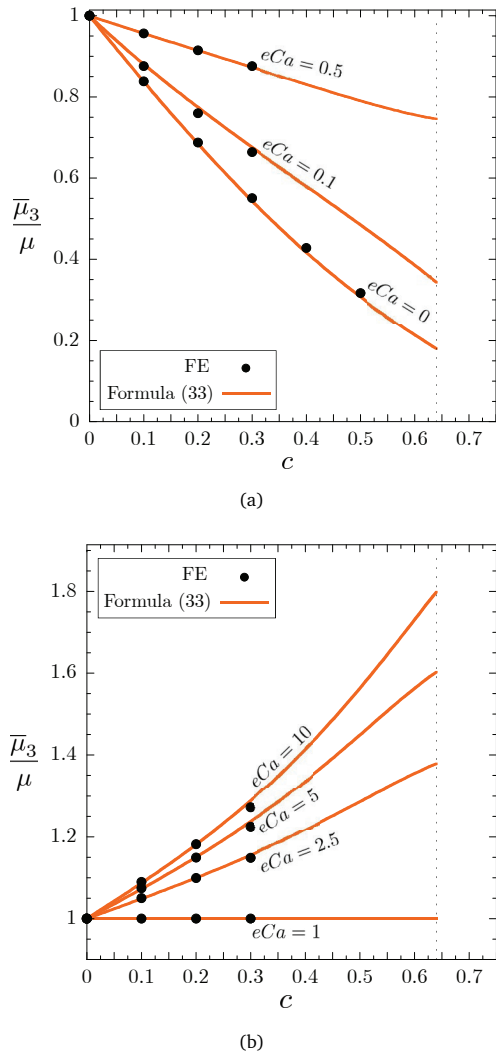 1
0.8
0.6
0.4
0.2
0
μ̅₃
μ
eCa = 0.5
eCa = 0.1
eCa = 0
FE
Formula (33)
0 0.1 0.2 0.3 0.4 0.5 0.6 0.7
c
(a)
1.8
1.6
1.4
1.2
1
μ̅₃
μ
FE
Formula (33)
eCa = 10
eCa = 5
eCa = 2.5
eCa = 1
0 0.1 0.2 0.3 0.4 0.5 0.6 0.7
c
(b)